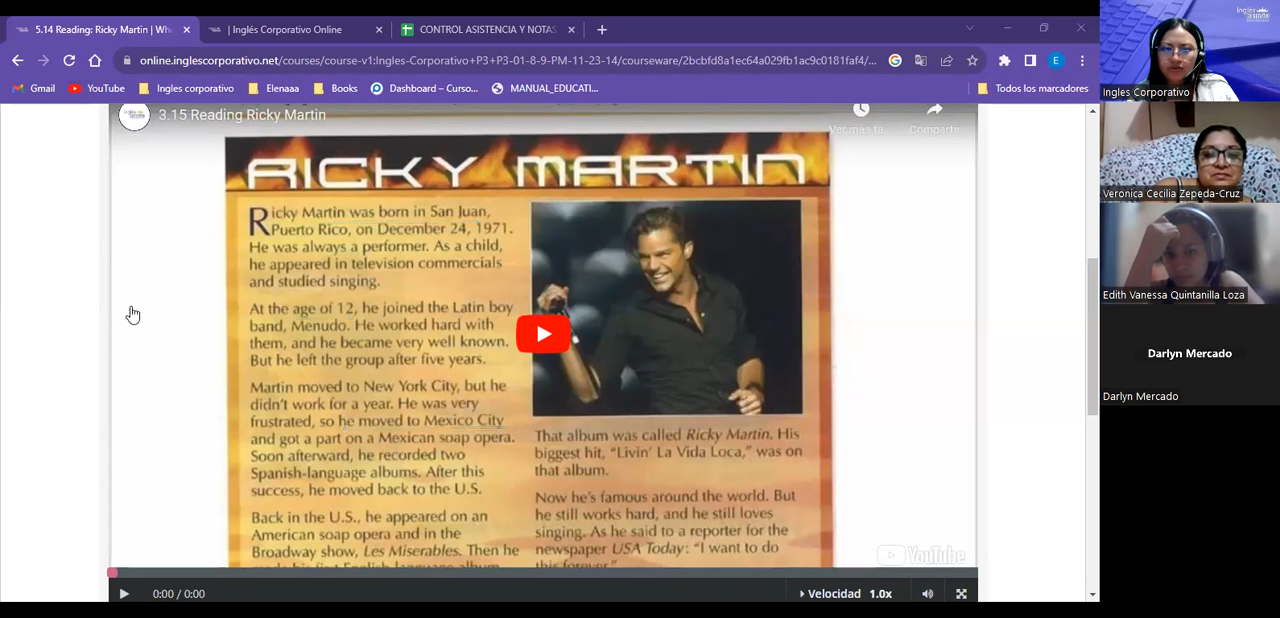 5.14 Reading: Ricky Martin | Wh
| Inglés Corporativo Online
CONTROL ASISTENCIA Y NOTAS
online.inglescorporativo.net/courses/course-v1:Ingles-Corporativo+P3+P3-01-8-9-PM-11-23-14/courseware/2bcbfd8a1ec64a029fb1ac9c0181faf4/...
E
Gmail
YouTube
Ingles corporativo
Elenaaa
Books
Dashboard – Curso...
MANUAL_EDUCATI...
Todos los marcadores
3.15 Reading Ricky Martin
Ver más ta
Compartir
RICKY MARTIN
Ricky Martin was born in San Juan,
Puerto Rico, on December 24, 1971.
He was always a performer. As a child,
he appeared in television commercials
and studied singing.
At the age of 12, he joined the Latin boy
band, Menudo. He worked hard with
them, and he became very well known.
But he left the group after five years.
Martin moved to New York City, but he
didn't work for a year. He was very
frustrated, so he moved to Mexico City
and got a part on a Mexican soap opera.
Soon afterward, he recorded two
Spanish-language albums. After this
success, he moved back to the U.S.
Back in the U.S., he appeared on an
American soap opera and in the
Broadway show, Les Miserables. Then he
made his first English-language album.
That album was called Ricky Martin. His
biggest hit, "Livin' La Vida Loca," was on
that album.
Now he's famous around the world. But
he still works hard, and he still loves
singing. As he said to a reporter for the
newspaper USA Today: "I want to do
this forever."
YouTube
0:00 / 0:00
Velocidad 1.0x
Ingles Corporativo
Veronica Cecilia Zepeda-Cruz
Edith Vanessa Quintanilla Loza
Darlyn Mercado
Darlyn Mercado